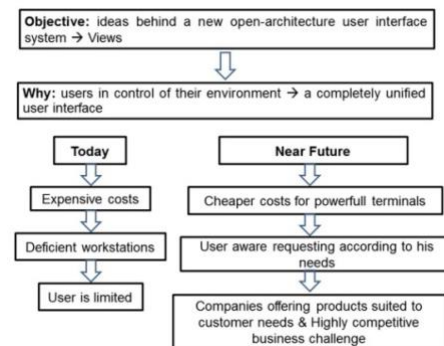 Objective: ideas behind a new open-architecture user interface
system → Views
Why: users in control of their environment → a completely unified
user interface
Today
Near Future
Expensive costs
Cheaper costs for powerfull terminals
Deficient workstations
User aware requesting according to his
needs
User is limited
Companies offering products suited to
customer needs & Highly competitive
business challenge